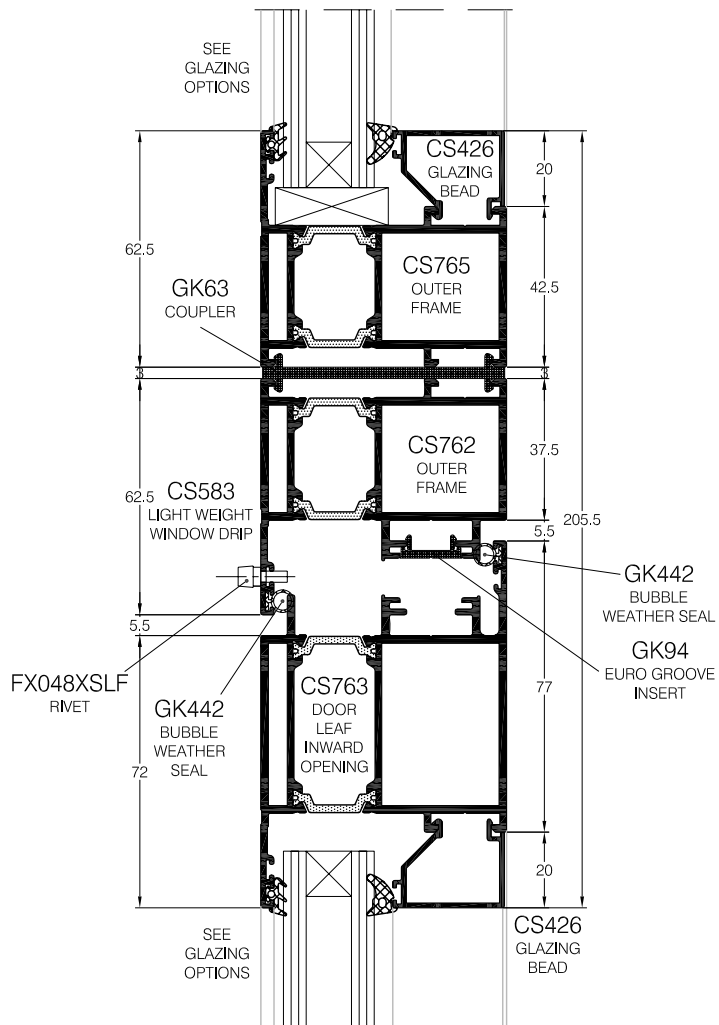 SEE
GLAZING
OPTIONS
CS426
GLAZING
BEAD
20
62.5
CS765
OUTER
FRAME
42.5
GK63
COUPLER
3
3
CS762
OUTER
FRAME
37.5
62.5
CS583
LIGHT WEIGHT
WINDOW DRIP
205.5
5.5
GK442
BUBBLE
WEATHER SEAL
5.5
GK94
EURO GROOVE
INSERT
FX048XSLF
RIVET
GK442
BUBBLE
WEATHER
SEAL
CS763
DOOR
LEAF
INWARD
OPENING
77
72
20
CS426
GLAZING
BEAD
SEE
GLAZING
OPTIONS